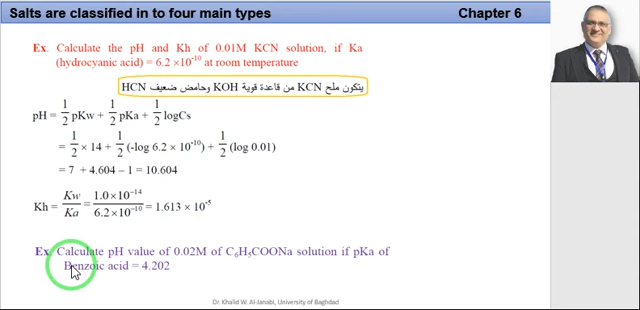 Salts are classified in to four main types
Chapter 6
Ex. Calculate the pH and Kh of 0.01M KCN solution, if Ka
(hydrocyanic acid) = 6.2 ×10⁻¹⁰ at room temperature
يتكون ملح KCN من قاعدة قوية KOH وحامض ضعيف HCN
pH = 1/2 pKw + 1/2 pKa + 1/2 logCs
= 1/2 × 14 + 1/2 (-log 6.2 × 10⁻¹⁰) + 1/2 (log 0.01)
= 7 + 4.604 – 1 = 10.604
Kh = Kw/Ka = 1.0×10⁻¹⁴/6.2×10⁻¹⁰ = 1.613 × 10⁻⁵
Ex. Calculate pH value of 0.02M of C₆H₅COONa solution if pKa of
Benzoic acid = 4.202
Dr. Khalid W. Al-Janabi, University of Baghdad